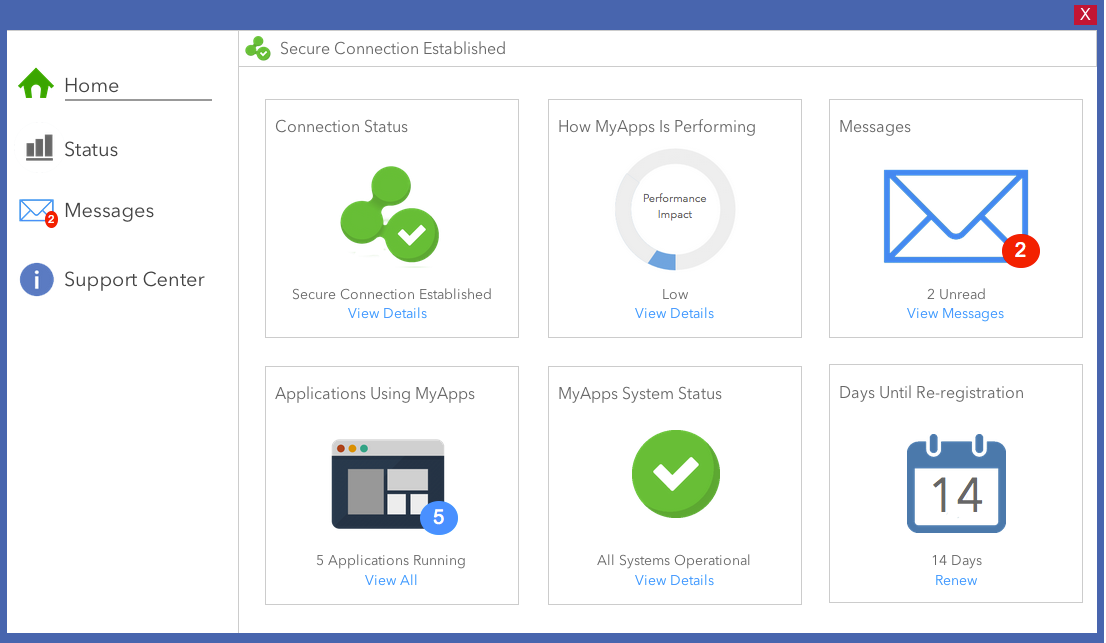 X
Secure Connection Established
Home
Status
2
Messages
i
Support Center
Connection Status
Secure Connection Established
View Details
How MyApps Is Performing
Performance
Impact
Low
View Details
Messages
2
2 Unread
View Messages
Applications Using MyApps
5
5 Applications Running
View All
MyApps System Status
All Systems Operational
View Details
Days Until Re-registration
14
14 Days
Renew